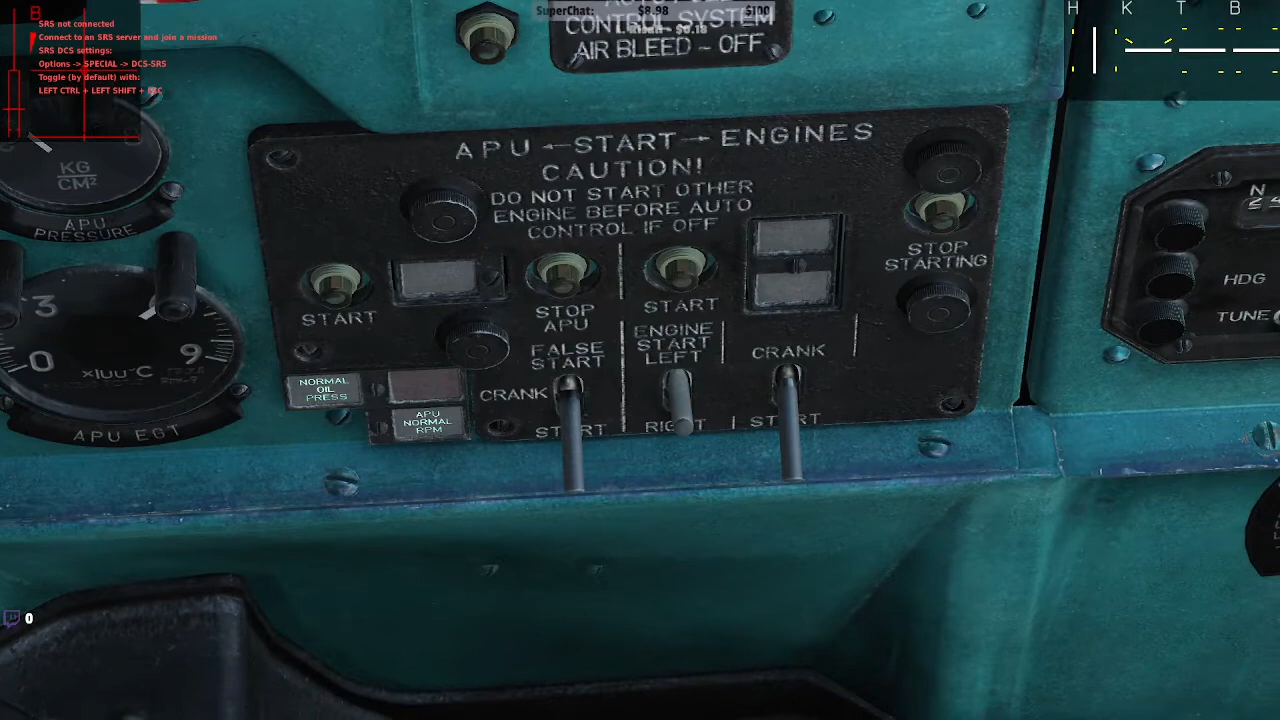 B
SRS not connected
Connect to an SRS server and join a mission
SRS DCS settings:
Options -> SPECIAL -> DCS-SRS
Toggle (by default) with:
LEFT CTRL + LEFT SHIFT + ESC
SuperChat: $8.98 $100
CONTROL SYSTEM
AIR BLEED - OFF
H K T B
KG
CM²
APU
PRESSURE
3
0
9
×100°C
APU EGT
APU ←START→ ENGINES
CAUTION!
DO NOT START OTHER
ENGINE BEFORE AUTO
CONTROL IF OFF
START
STOP
APU
START
STOP
STARTING
FALSE
START
CRANK
START
ENGINE
START
LEFT
RIGHT
CRANK
START
NORMAL
OIL
PRESS
APU
NORMAL
RPM
N
HDG
TUNE
0